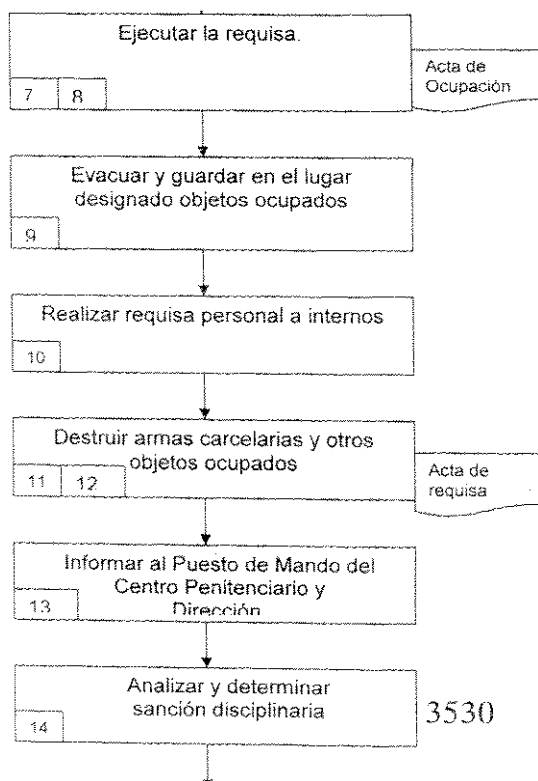 Ejecutar la requisa.
7 8
Acta de
Ocupación
Evacuar y guardar en el lugar
designado objetos ocupados
9
Realizar requisa personal a internos
10
Destruir armas carcelarias y otros
objetos ocupados
11 12
Acta de
requisa
Informar al Puesto de Mando del
Centro Penitenciario y
Dirección
13
Analizar y determinar
sanción disciplinaria
14
3530